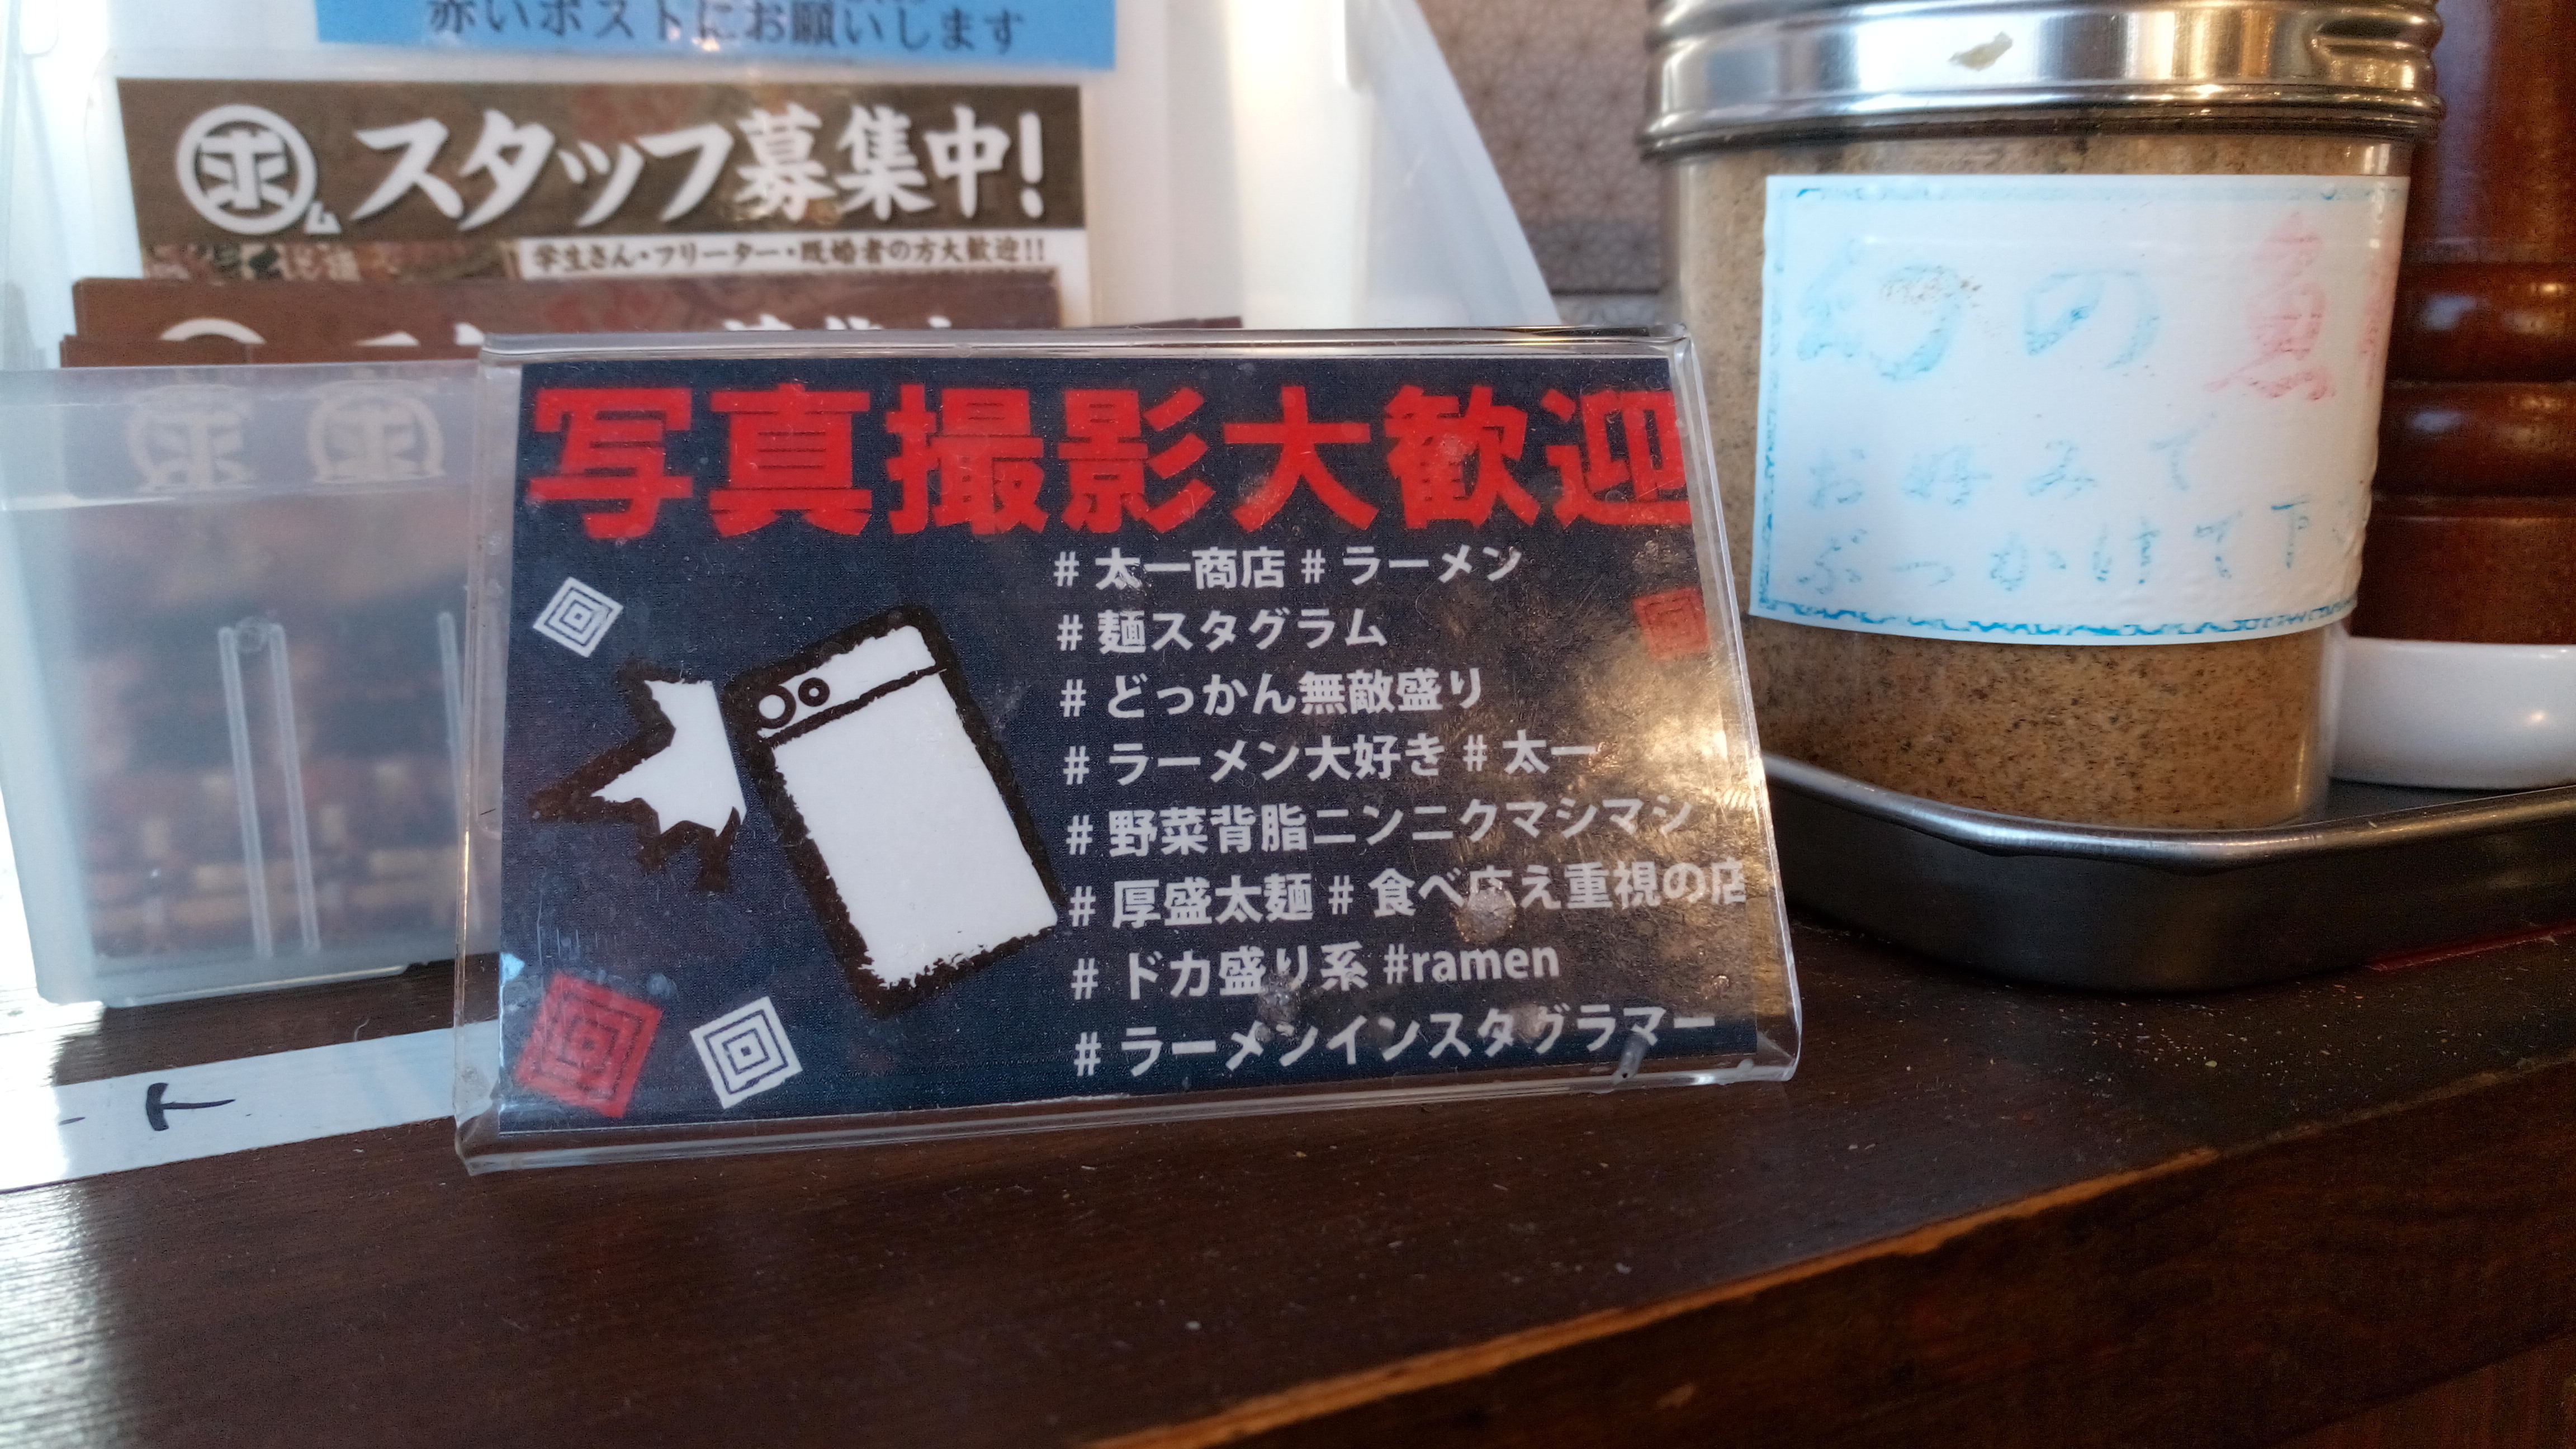 赤いポストにお願いします
ホム スタッフ募集中!
学生さん・フリーター・既婚者の方大歓迎!!
写真撮影大歓迎
# 太一商店 # ラーメン
# 麺スタグラム
# どっかん無敵盛り
# ラーメン大好き # 太一
# 野菜背脂ニンニクマシマシ
# 厚盛太麺 # 食べ応え重視の店
# ドカ盛り系 #ramen
# ラーメンインスタグラマー
幻の魚
お好みで
ぶっかけて下